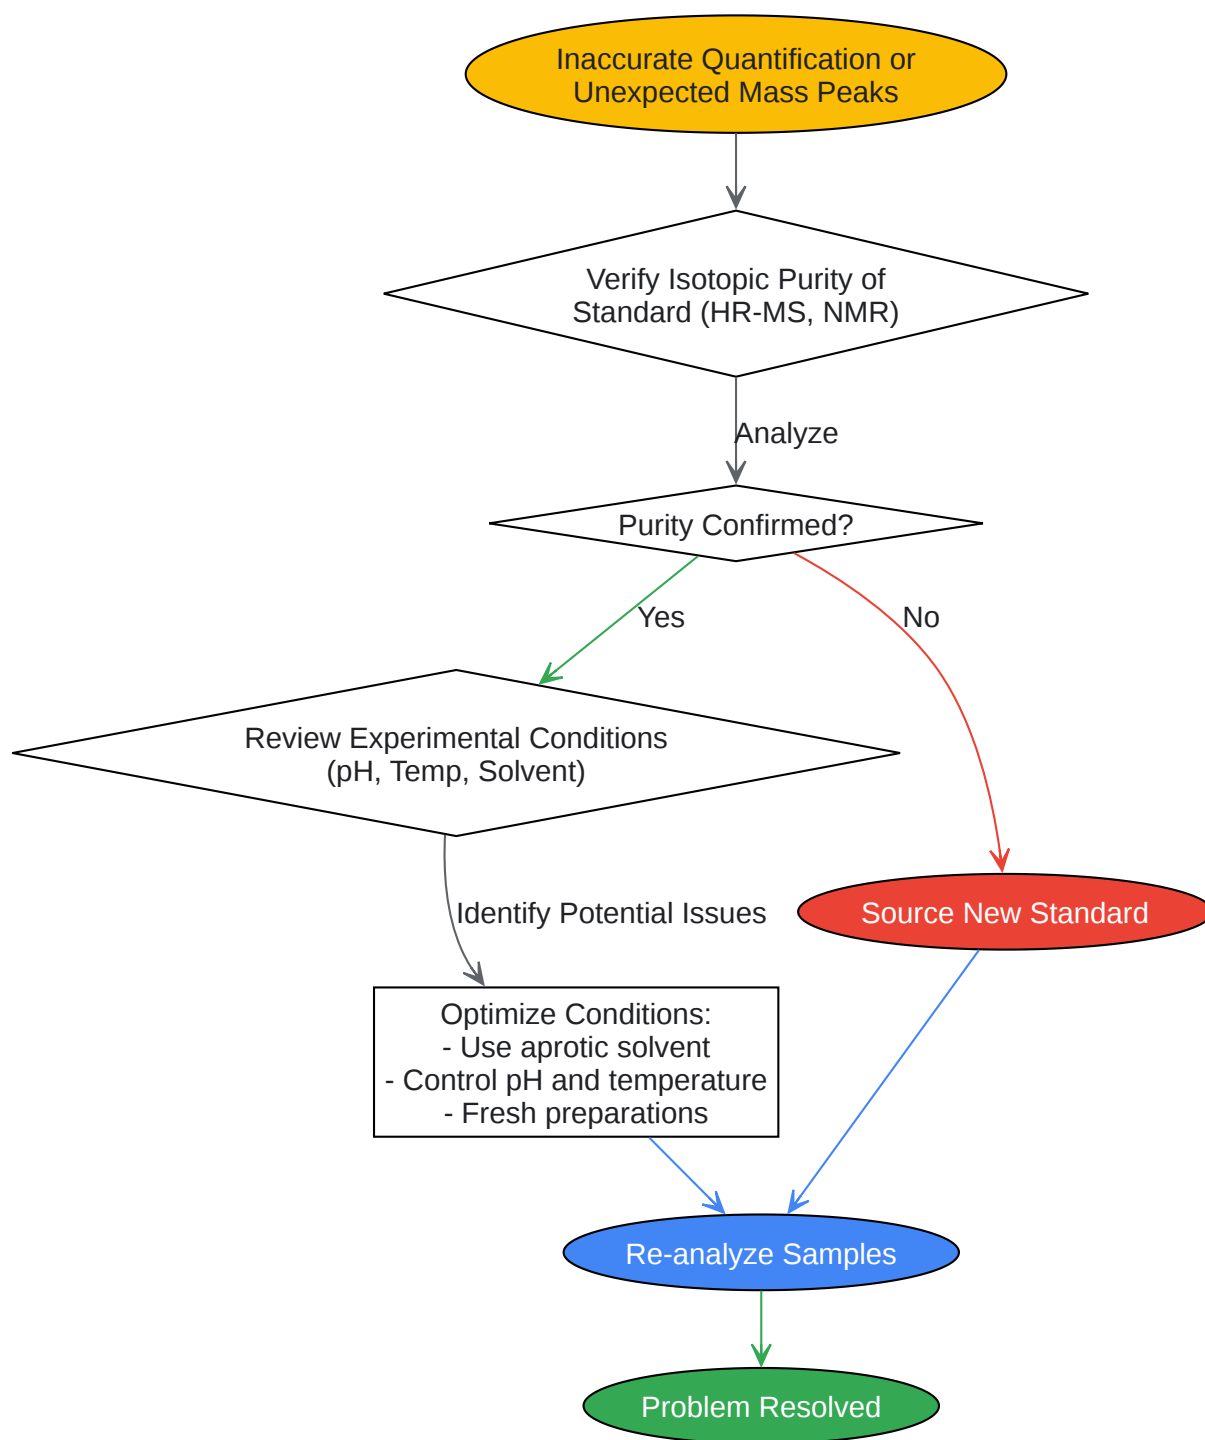 Inaccurate Quantification or
Unexpected Mass Peaks
Verify Isotopic Purity of
Standard (HR-MS, NMR)
Analyze
Purity Confirmed?
Yes
No
Review Experimental Conditions
(pH, Temp, Solvent)
Identify Potential Issues
Source New Standard
Optimize Conditions:
- Use aprotic solvent
- Control pH and temperature
- Fresh preparations
Re-analyze Samples
Problem Resolved